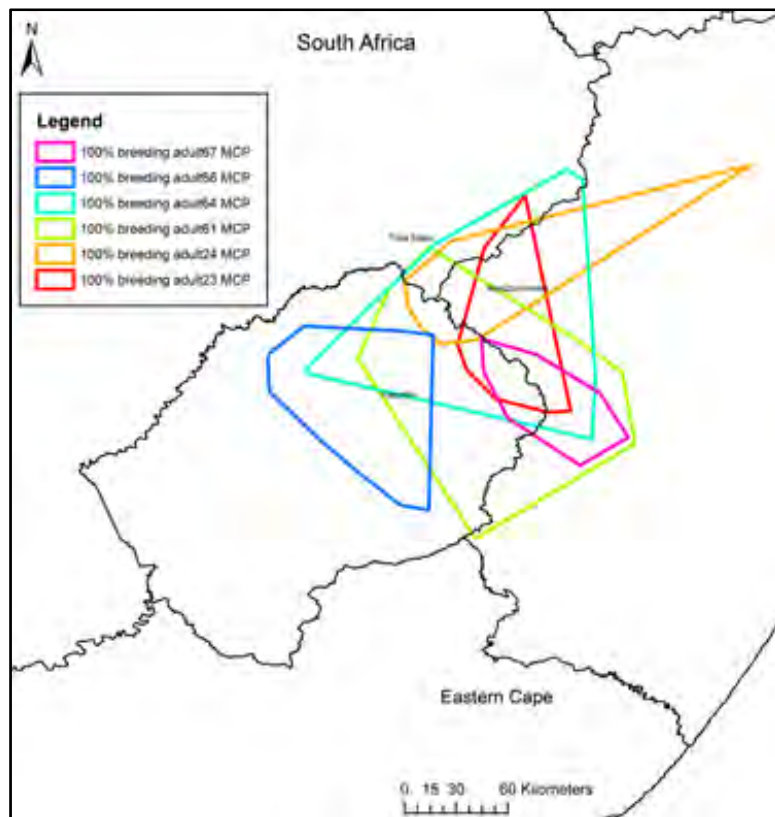 N
South Africa
Legend
100% breeding adult67 MCP
100% breeding adult56 MCP
100% breeding adult64 MCP
100% breeding adult61 MCP
100% breeding adult24 MCP
100% breeding adult23 MCP
Eastern Cape
0 15 30 60 Kilometers